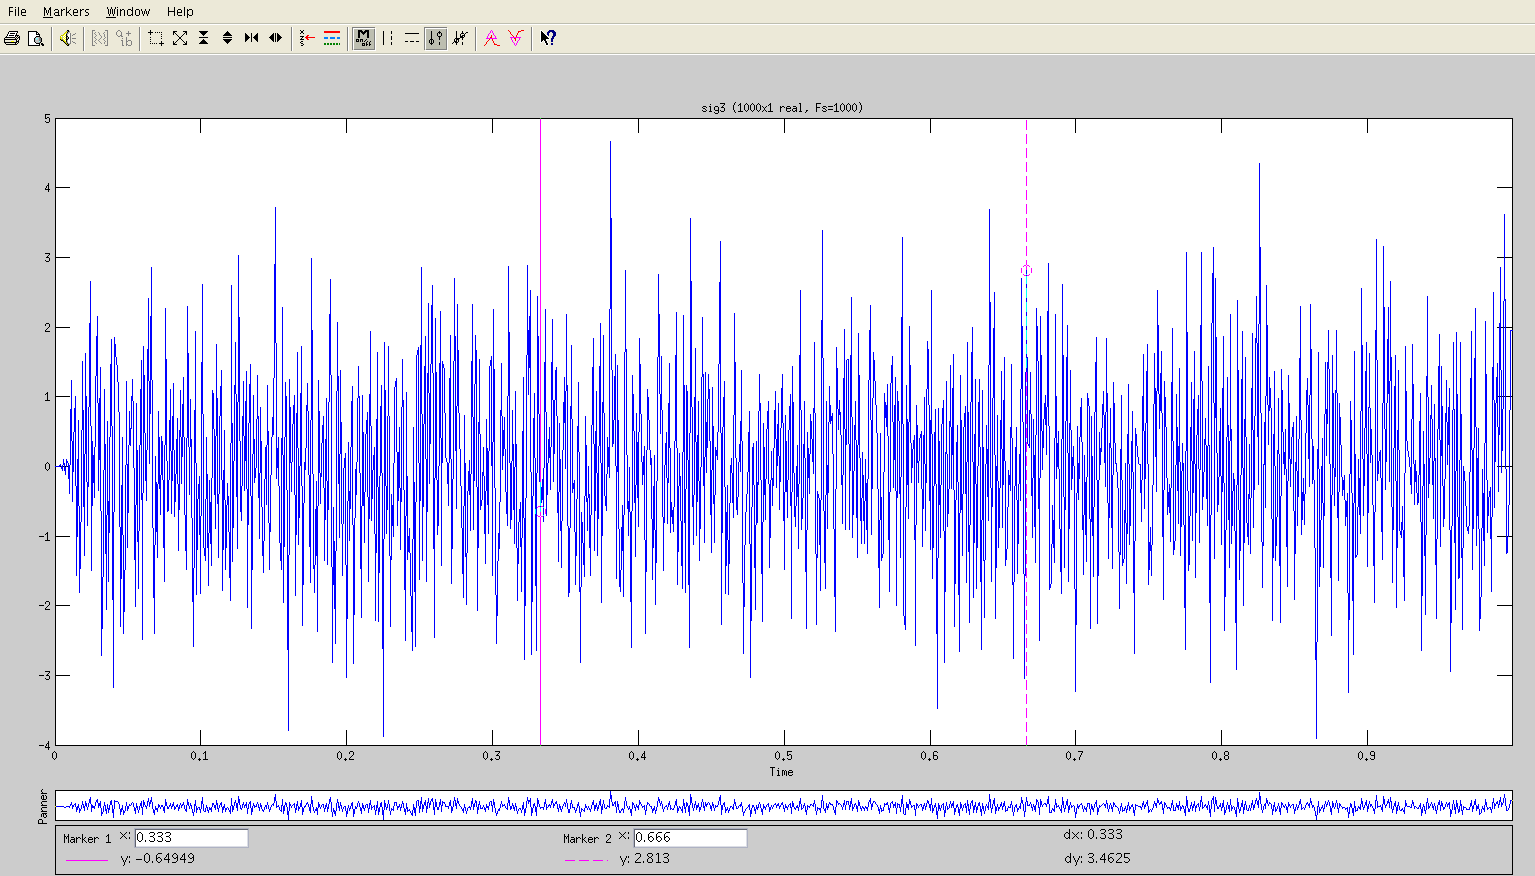 File Markers Window Help
M
on/off
sig3 (1000x1 real, Fs=1000)
5
4
3
2
1
0
-1
-2
-3
-4
0 0.1 0.2 0.3 0.4 0.5 0.6 0.7 0.8 0.9
Time
Panner
Marker 1 x: 0.333 Marker 2 x: 0.666 dx: 0.333
y: -0.64949 y: 2.813 dy: 3.4625